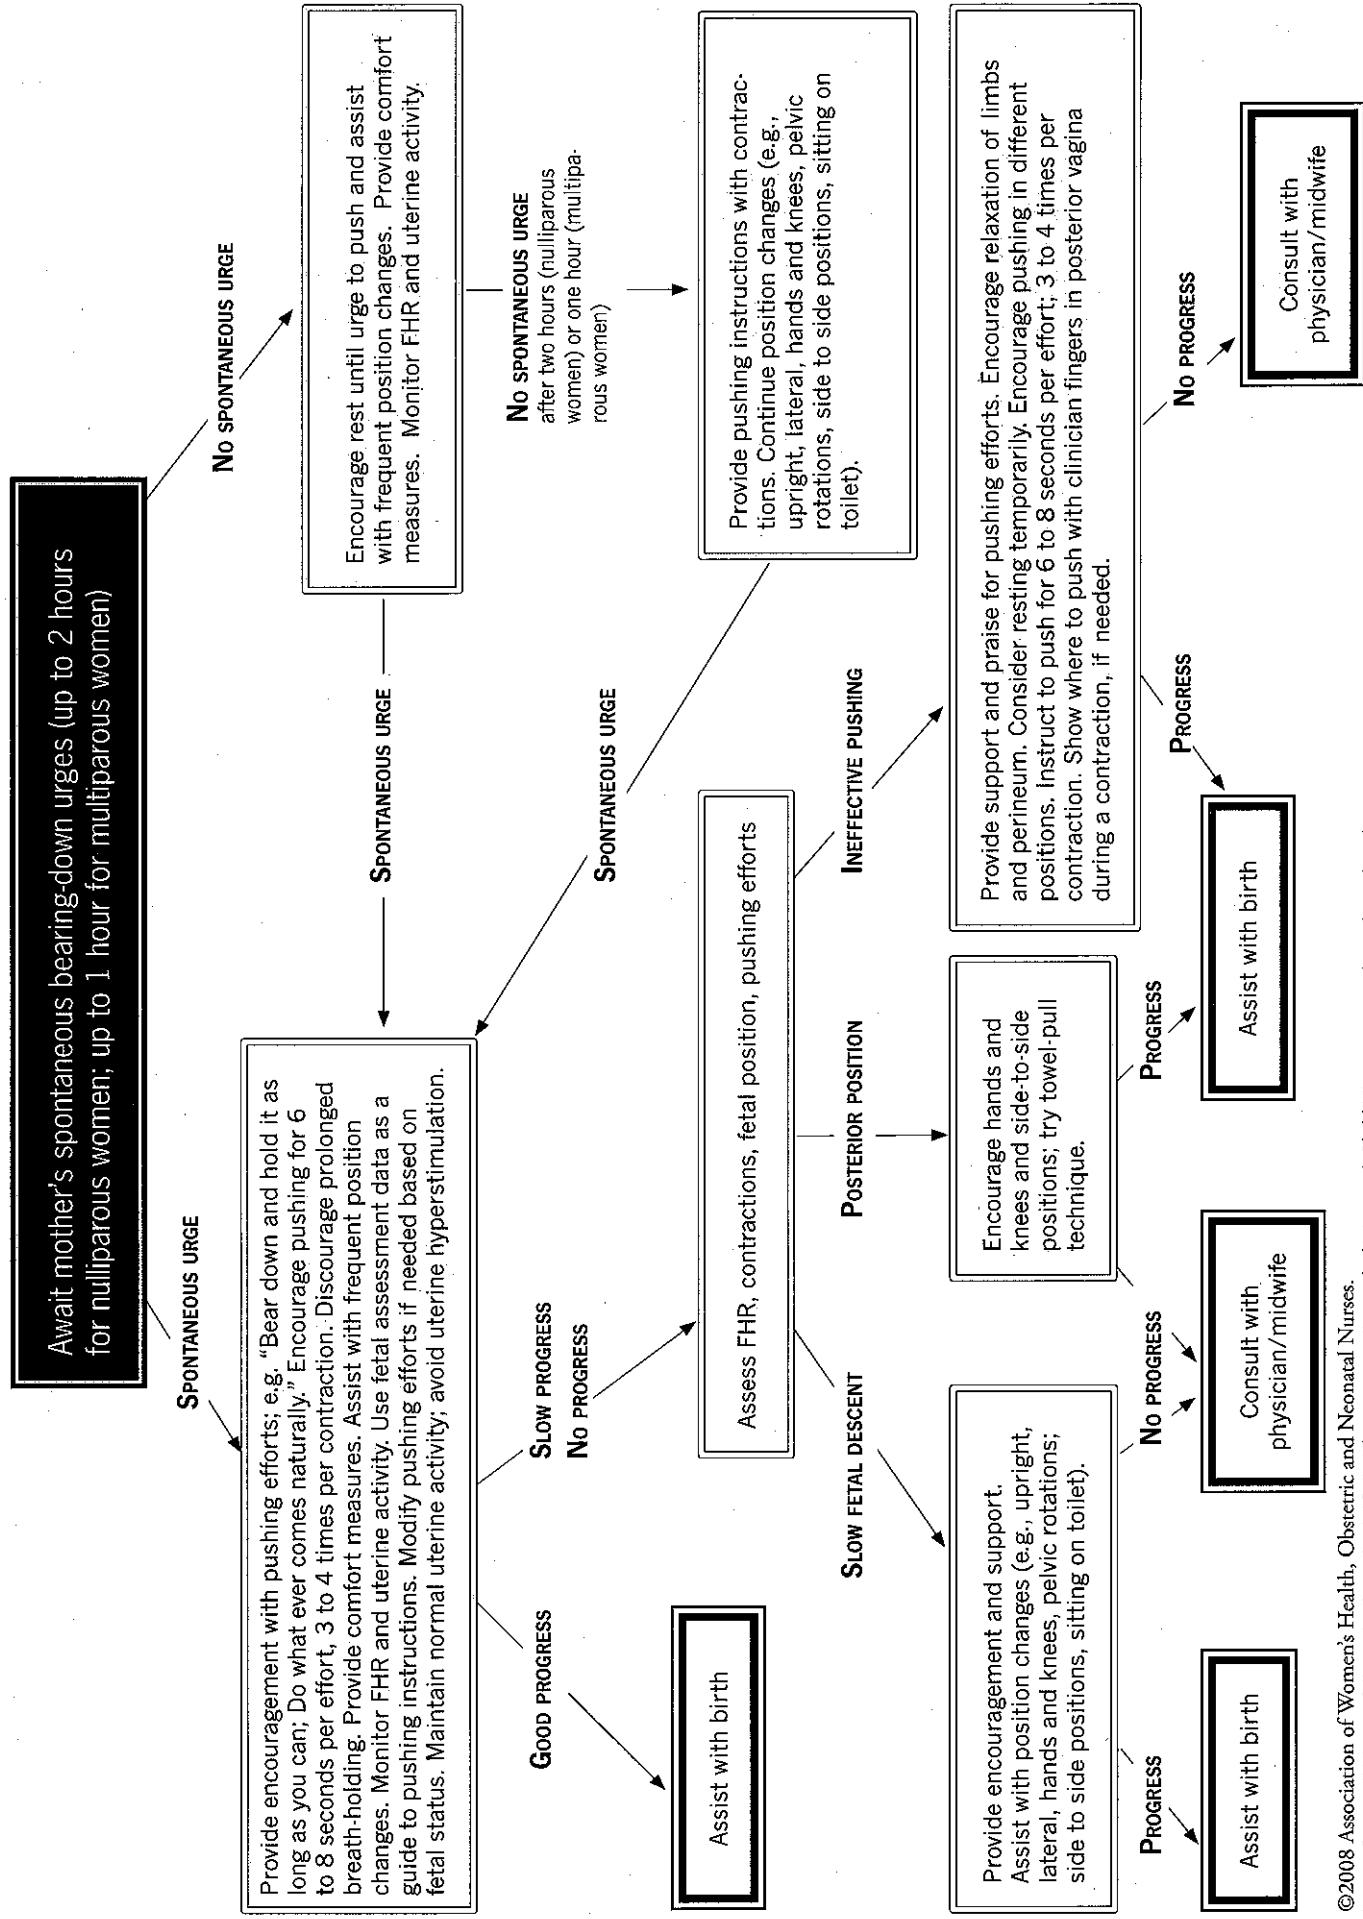 Await mother's spontaneous bearing-down urges (up to 2 hours
for nulliparous women; up to 1 hour for multiparous women)
SPONTANEOUS URGE
NO SPONTANEOUS URGE
Provide encouragement with pushing efforts; e.g. “Bear down and hold it as
long as you can; Do what ever comes naturally.” Encourage pushing for 6
to 8 seconds per effort, 3 to 4 times per contraction. Discourage prolonged
breath-holding. Provide comfort measures. Assist with frequent position
changes. Monitor FHR and uterine activity. Use fetal assessment data as a
guide to pushing instructions. Modify pushing efforts if needed based on
fetal status. Maintain normal uterine activity; avoid uterine hyperstimulation.
SPONTANEOUS URGE
Encourage rest until urge to push and assist
with frequent position changes. Provide comfort
measures. Monitor FHR and uterine activity.
NO SPONTANEOUS URGE
after two hours (nulliparous
women) or one hour (multipa-
rous women)
SPONTANEOUS URGE
Provide pushing instructions with contrac-
tions. Continue position changes (e.g.,
upright, lateral, hands and knees, pelvic
rotations, side to side positions, sitting on
toilet).
GOOD PROGRESS
SLOW PROGRESS
NO PROGRESS
Assist with birth
Assess FHR, contractions, fetal position, pushing efforts
SLOW FETAL DESCENT
POSTERIOR POSITION
INEFFECTIVE PUSHING
Provide encouragement and support.
Assist with position changes (e.g., upright,
lateral, hands and knees, pelvic rotations;
side to side positions, sitting on toilet).
Encourage hands and
knees and side-to-side
positions; try towel-pull
technique.
Provide support and praise for pushing efforts. Encourage relaxation of limbs
and perineum. Consider resting temporarily. Encourage pushing in different
positions. Instruct to push for 6 to 8 seconds per effort; 3 to 4 times per
contraction. Show where to push with clinician fingers in posterior vagina
during a contraction, if needed.
PROGRESS
NO PROGRESS
PROGRESS
PROGRESS
NO PROGRESS
Assist with birth
Consult with
physician/midwife
Assist with birth
Consult with
physician/midwife
©2008 Association of Women's Health, Obstetric and Neonatal Nurses.